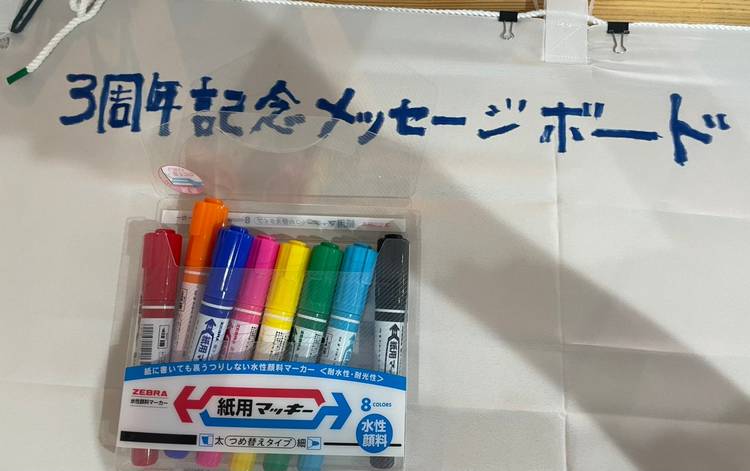 3周年記念メッセージボード
紙に書いても裏うつりしない水性顔料マーカー <耐水性・耐光性>
ZEBRA
水性顔料マーカー
紙用マッキー
8 COLORS
水性顔料
太 つめ替えタイプ 細